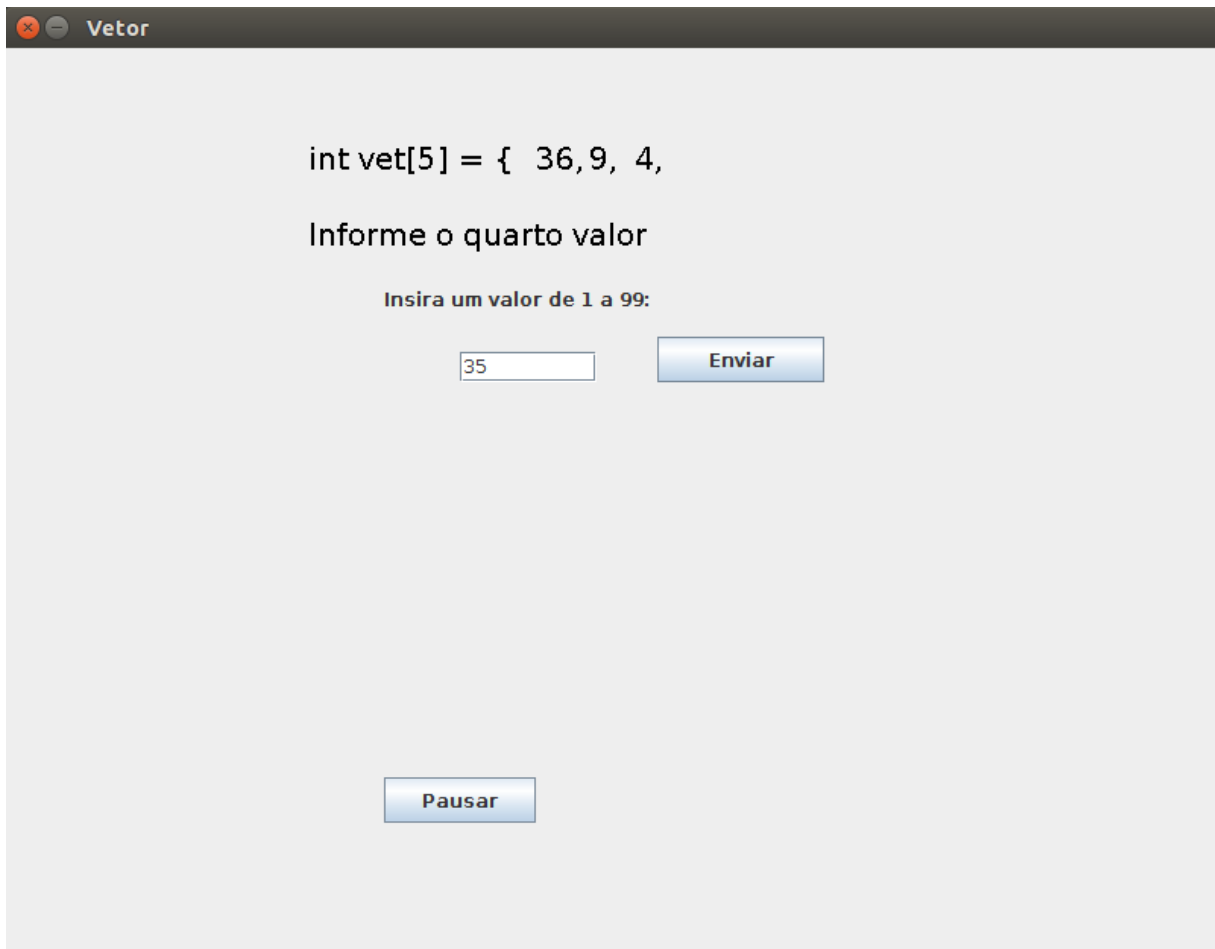 Vetor
int vet[5] = { 36, 9, 4,
Informe o quarto valor
Insira um valor de 1 a 99:
35 Enviar
Pausar